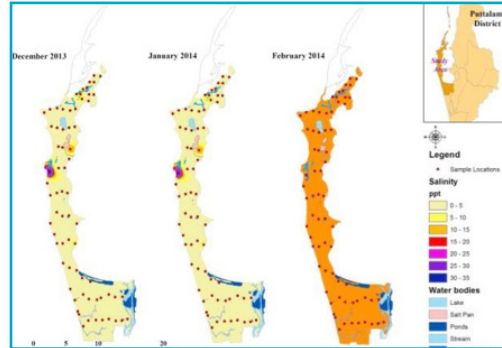 December 2013
January 2014
February 2014
Puttalam
District
Study
Area
Legend
Sample Locations
Salinity
ppt
0 - 5
5 - 10
10 - 15
15 - 20
20 - 25
25 - 30
30 - 35
Water bodies
Lake
Salt Pan
Ponds
Stream
0 5 10 20